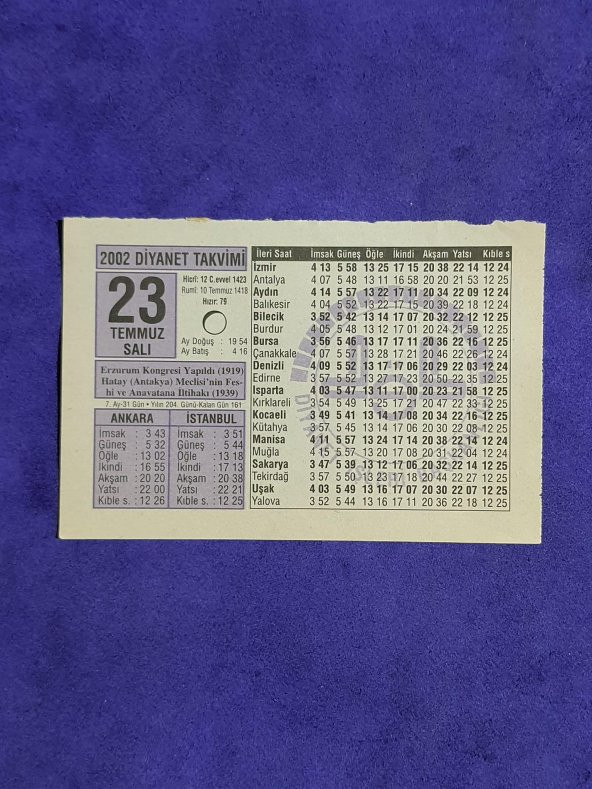 2002 DİYANET TAKVİMİ
23
TEMMUZ
SALI
Hicrî: 12 C.evvel 1423
Rumî: 10 Temmuz 1418
Hızır: 79
Ay Doğuş : 19 54
Ay Batış : 4 16
Erzurum Kongresi Yapıldı (1919)
Hatay (Antakya) Meclisi'nin Fes-
hi ve Anavatana İltihakı (1939)
7. Ay-31 Gün • Yılın 204. Günü-Kalan Gün 161
ANKARA
İmsak : 3 43
Güneş : 5 32
Öğle : 13 02
İkindi : 16 55
Akşam : 20 20
Yatsı : 22 00
Kıble s. : 12 26
İSTANBUL
İmsak : 3 51
Güneş : 5 44
Öğle : 13 18
İkindi : 17 13
Akşam : 20 38
Yatsı : 22 21
Kıble s. : 12 25
İleri Saat İmsak Güneş Öğle İkindi Akşam Yatsı Kıble s
İzmir 4 13 5 58 13 25 17 15 20 38 22 14 12 24
Antalya 4 07 5 48 13 11 16 58 20 20 21 53 12 25
Aydın 4 14 5 57 13 22 17 11 20 34 22 09 12 24
Balıkesir 4 04 5 52 13 22 17 15 20 39 22 18 12 24
Bilecik 3 52 5 42 13 14 17 07 20 32 22 12 12 25
Burdur 4 05 5 48 13 12 17 01 20 24 21 59 12 25
Bursa 3 56 5 46 13 17 17 11 20 36 22 16 12 25
Çanakkale 4 07 5 57 13 28 17 21 20 46 22 26 12 24
Denizli 4 09 5 52 13 17 17 06 20 29 22 03 12 24
Edirne 3 57 5 52 13 27 17 23 20 50 22 35 12 25
Isparta 4 03 5 47 13 11 17 00 20 23 21 58 12 25
Kırklareli 3 54 5 49 13 25 17 21 20 47 22 33 12 25
Kocaeli 3 49 5 41 13 14 17 08 20 34 22 16 12 25
Kütahya 3 57 5 45 13 14 17 06 20 30 22 08 12 25
Manisa 4 11 5 57 13 24 17 14 20 38 22 14 12 24
Muğla 4 15 5 57 13 20 17 08 20 31 22 04 12 24
Sakarya 3 47 5 39 13 12 17 06 20 32 22 14 12 25
Tekirdağ 3 57 5 50 13 23 17 18 20 44 22 27 12 25
Uşak 4 03 5 49 13 16 17 07 20 30 22 07 12 25
Yalova 3 52 5 44 13 16 17 11 20 36 22 18 12 25